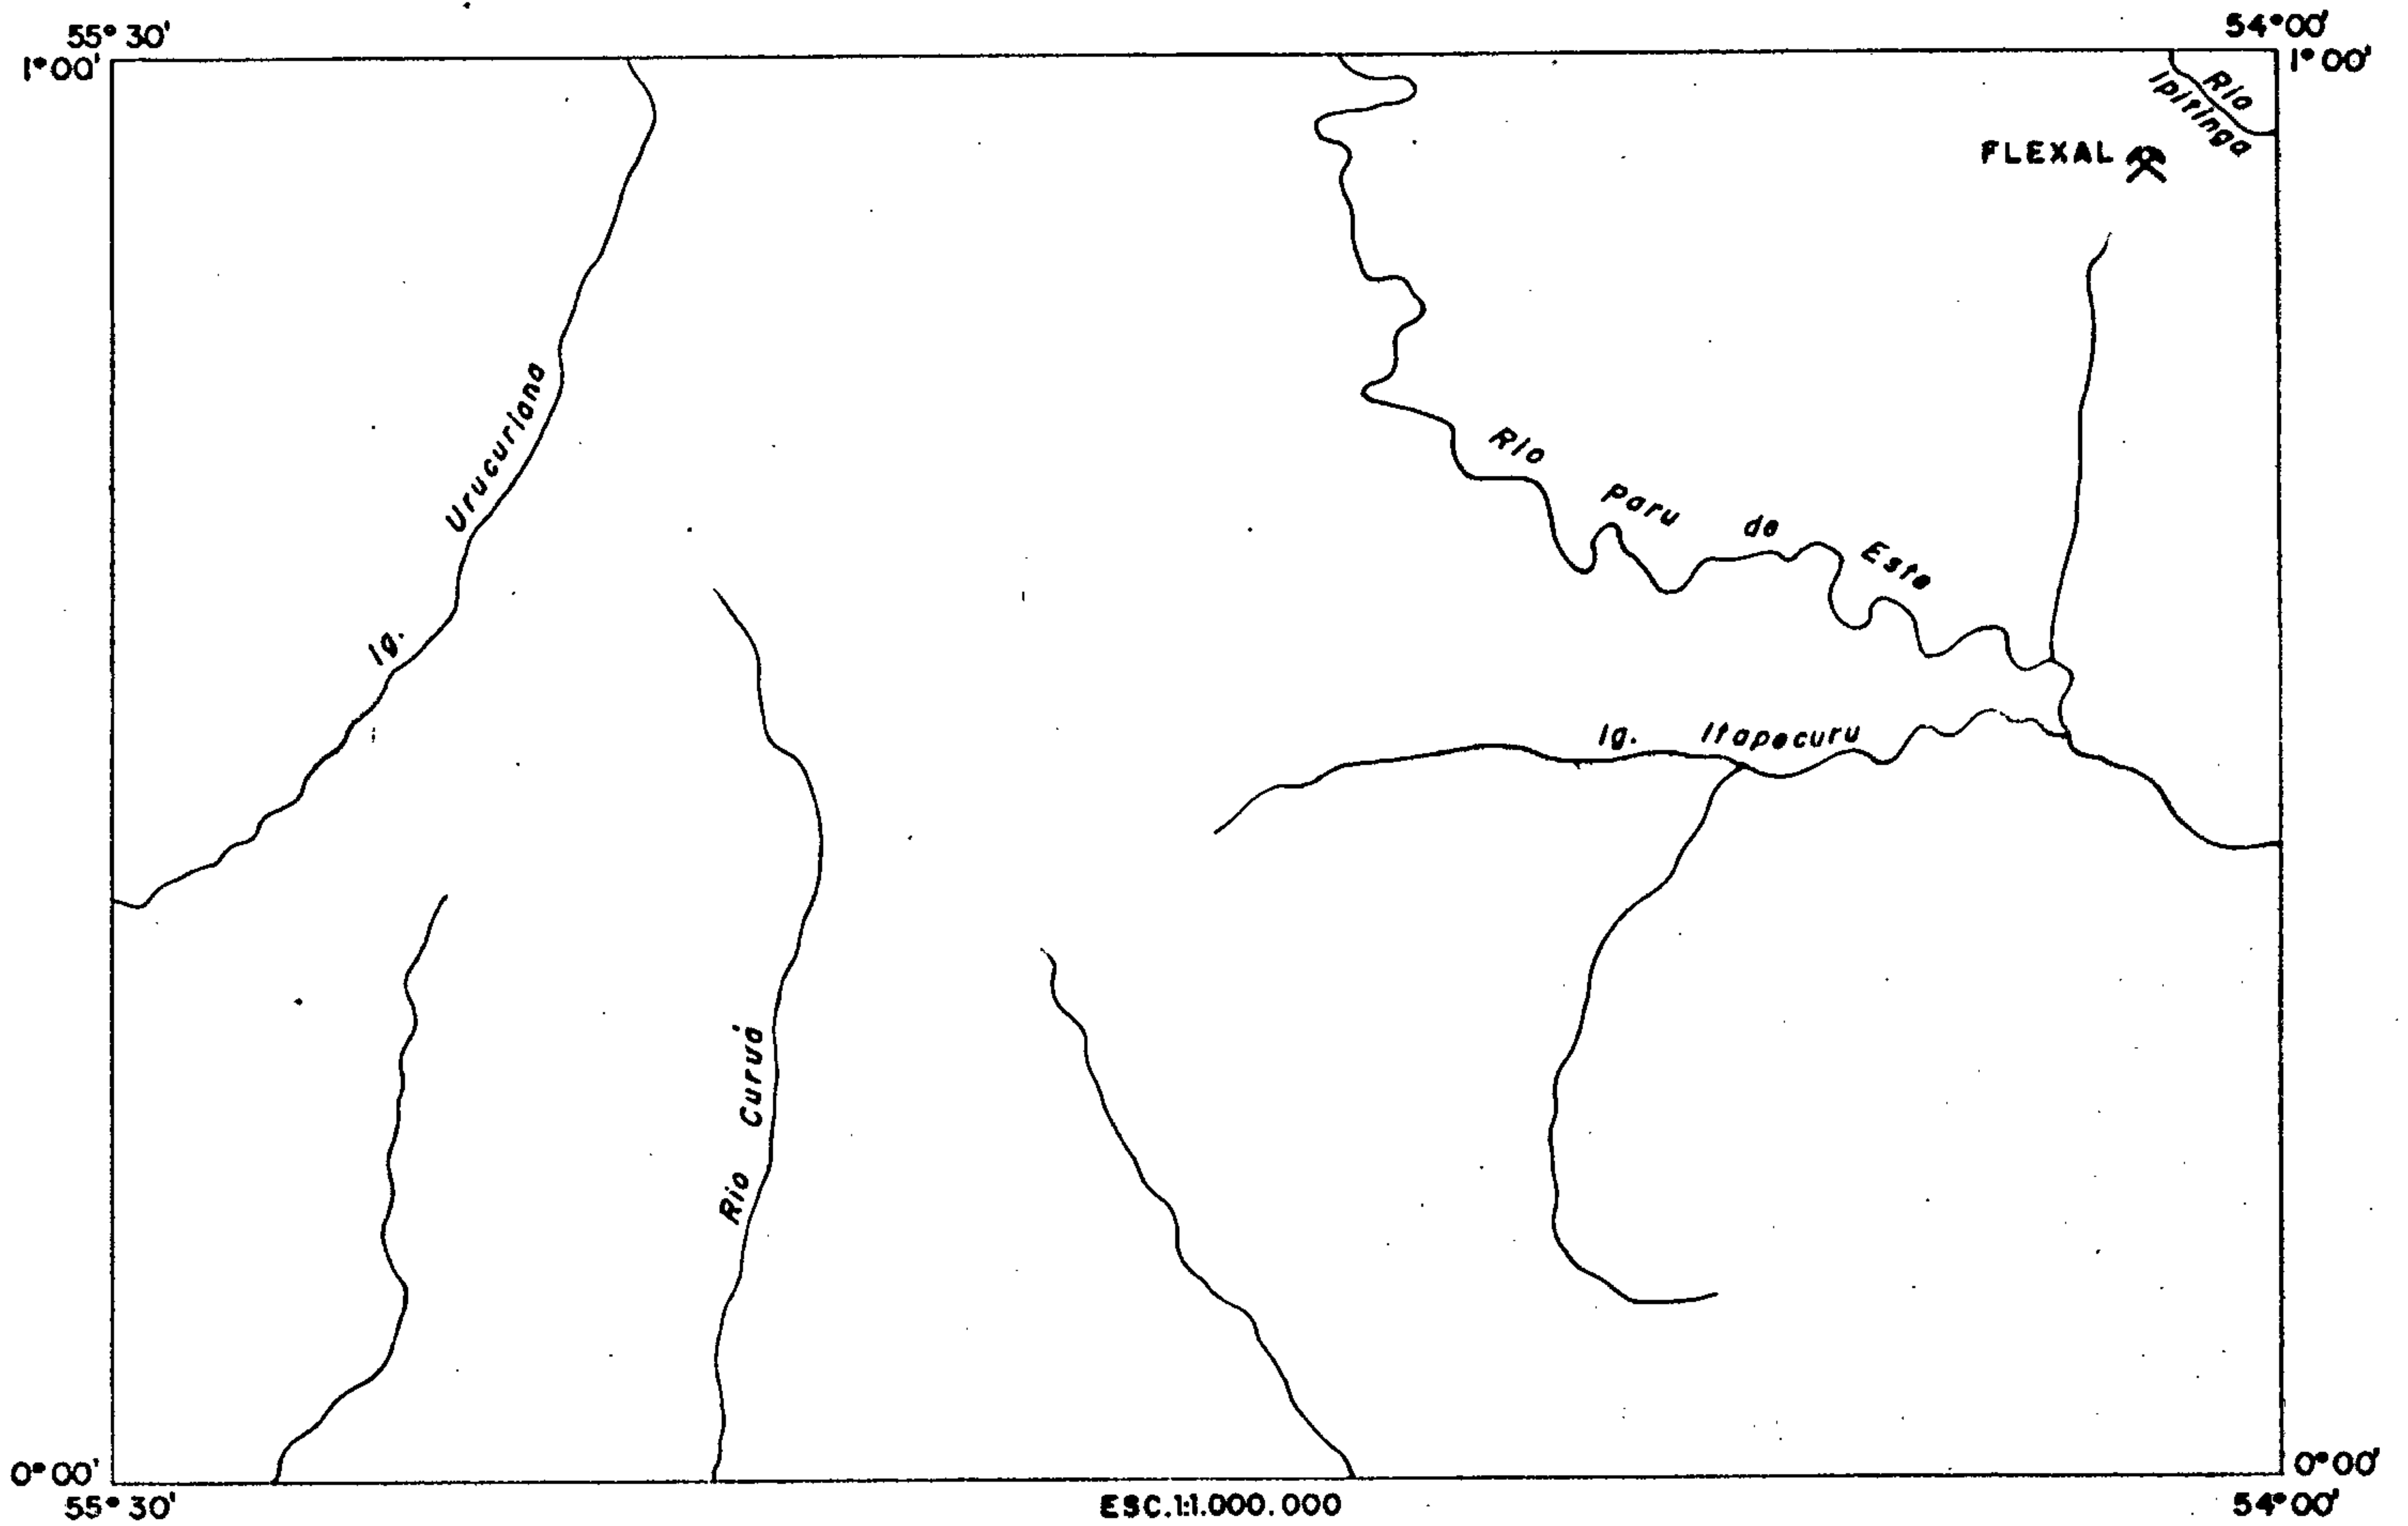 55° 30'
54°00'
1°00'
1°00'
Rio
Ipitinga
FLEXAL
Urucuriana
Ig.
Rio Paru de Este
Ig. Itapecuru
Rio Curuá
0°00'
0°00'
55° 30'
ESC.1:1.000.000
54°00'